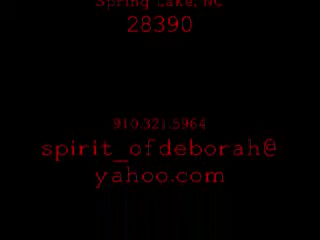 Spring Lake, NC
28390
910.321.5964
spirit_ofdeborah@
yahoo.com